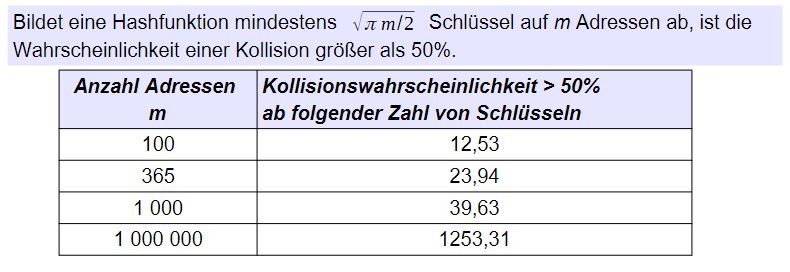 Bildet eine Hashfunktion mindestens √π m/2 Schlüssel auf m Adressen ab, ist die
Wahrscheinlichkeit einer Kollision größer als 50%.
Anzahl Adressen Kollisionswahrscheinlichkeit > 50%
m ab folgender Zahl von Schlüsseln
100 12,53
365 23,94
1 000 39,63
1 000 000 1253,31